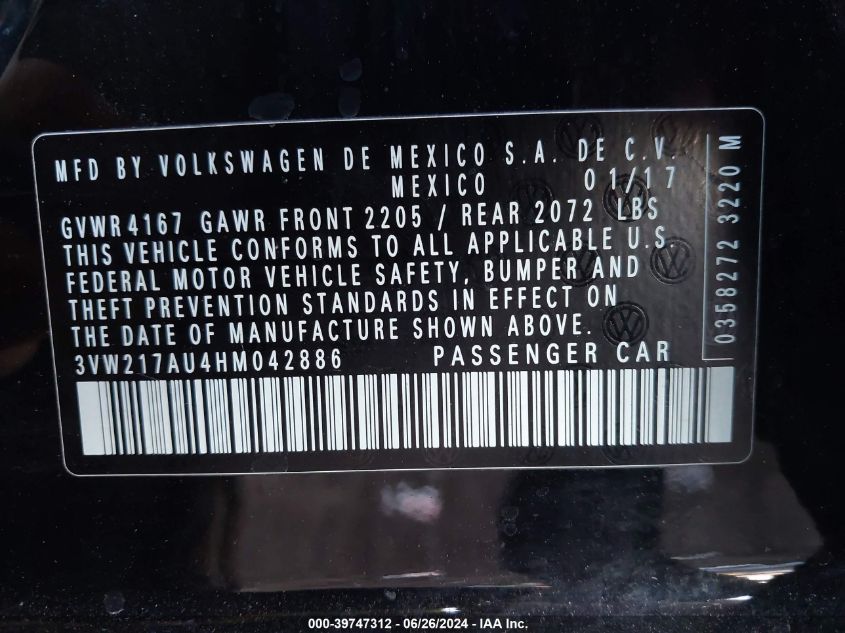 MFD BY VOLKSWAGEN DE MEXICO S.A. DE C.V.
MEXICO 01/17
GVWR 4167 GAWR FRONT 2205 / REAR 2072 LBS
THIS VEHICLE CONFORMS TO ALL APPLICABLE U.S.
FEDERAL MOTOR VEHICLE SAFETY, BUMPER AND
THEFT PREVENTION STANDARDS IN EFFECT ON
THE DATE OF MANUFACTURE SHOWN ABOVE.
3VW217AU4HM042886 PASSENGER CAR
0358272 3220 M
000-39747312 - 06/26/2024 - IAA Inc.